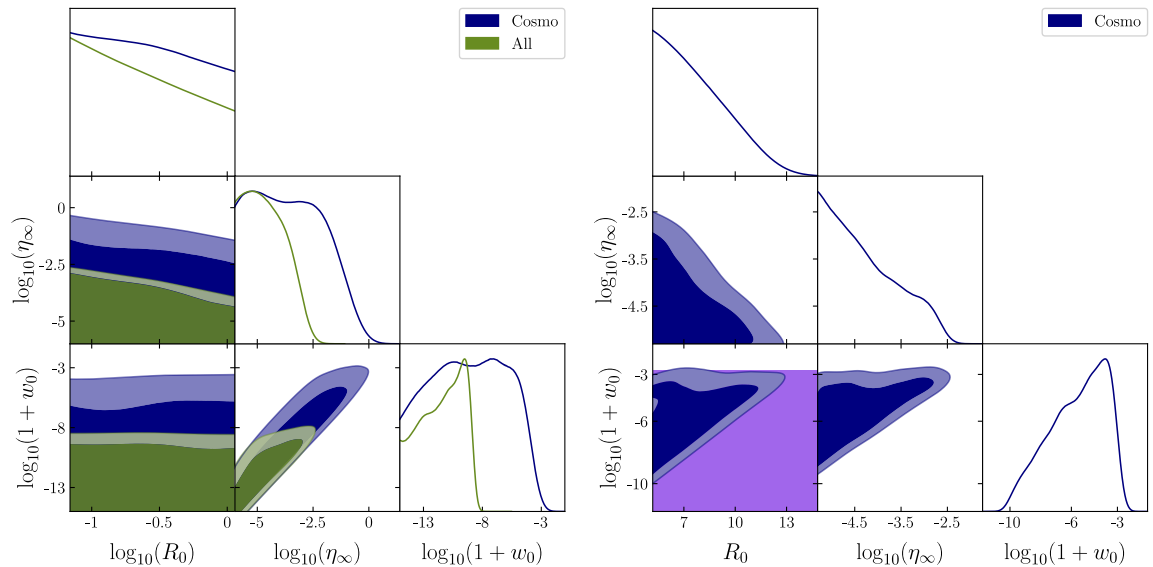 Cosmo
All
log₁₀(η∞)
0
-2.5
-5
log₁₀(1 + w₀)
-3
-8
-13
-1
-0.5
0
log₁₀(R₀)
-5
-2.5
0
log₁₀(η∞)
-13
-8
-3
log₁₀(1 + w₀)
Cosmo
log₁₀(η∞)
-2.5
-3.5
-4.5
log₁₀(1 + w₀)
-3
-6
-10
7
10
13
R₀
-4.5
-3.5
-2.5
log₁₀(η∞)
-10
-6
-3
log₁₀(1 + w₀)